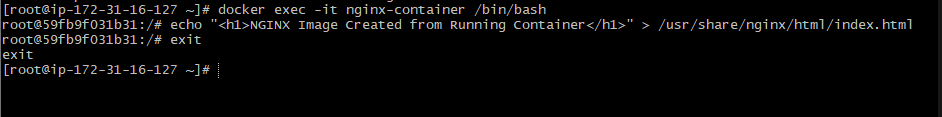 [root@ip-172-31-16-127 ~]# docker exec -it nginx-container /bin/bash
root@59fb9f031b31:/# echo "<h1>NGINX Image Created from Running Container</h1>" > /usr/share/nginx/html/index.html
root@59fb9f031b31:/# exit
exit
[root@ip-172-31-16-127 ~]#